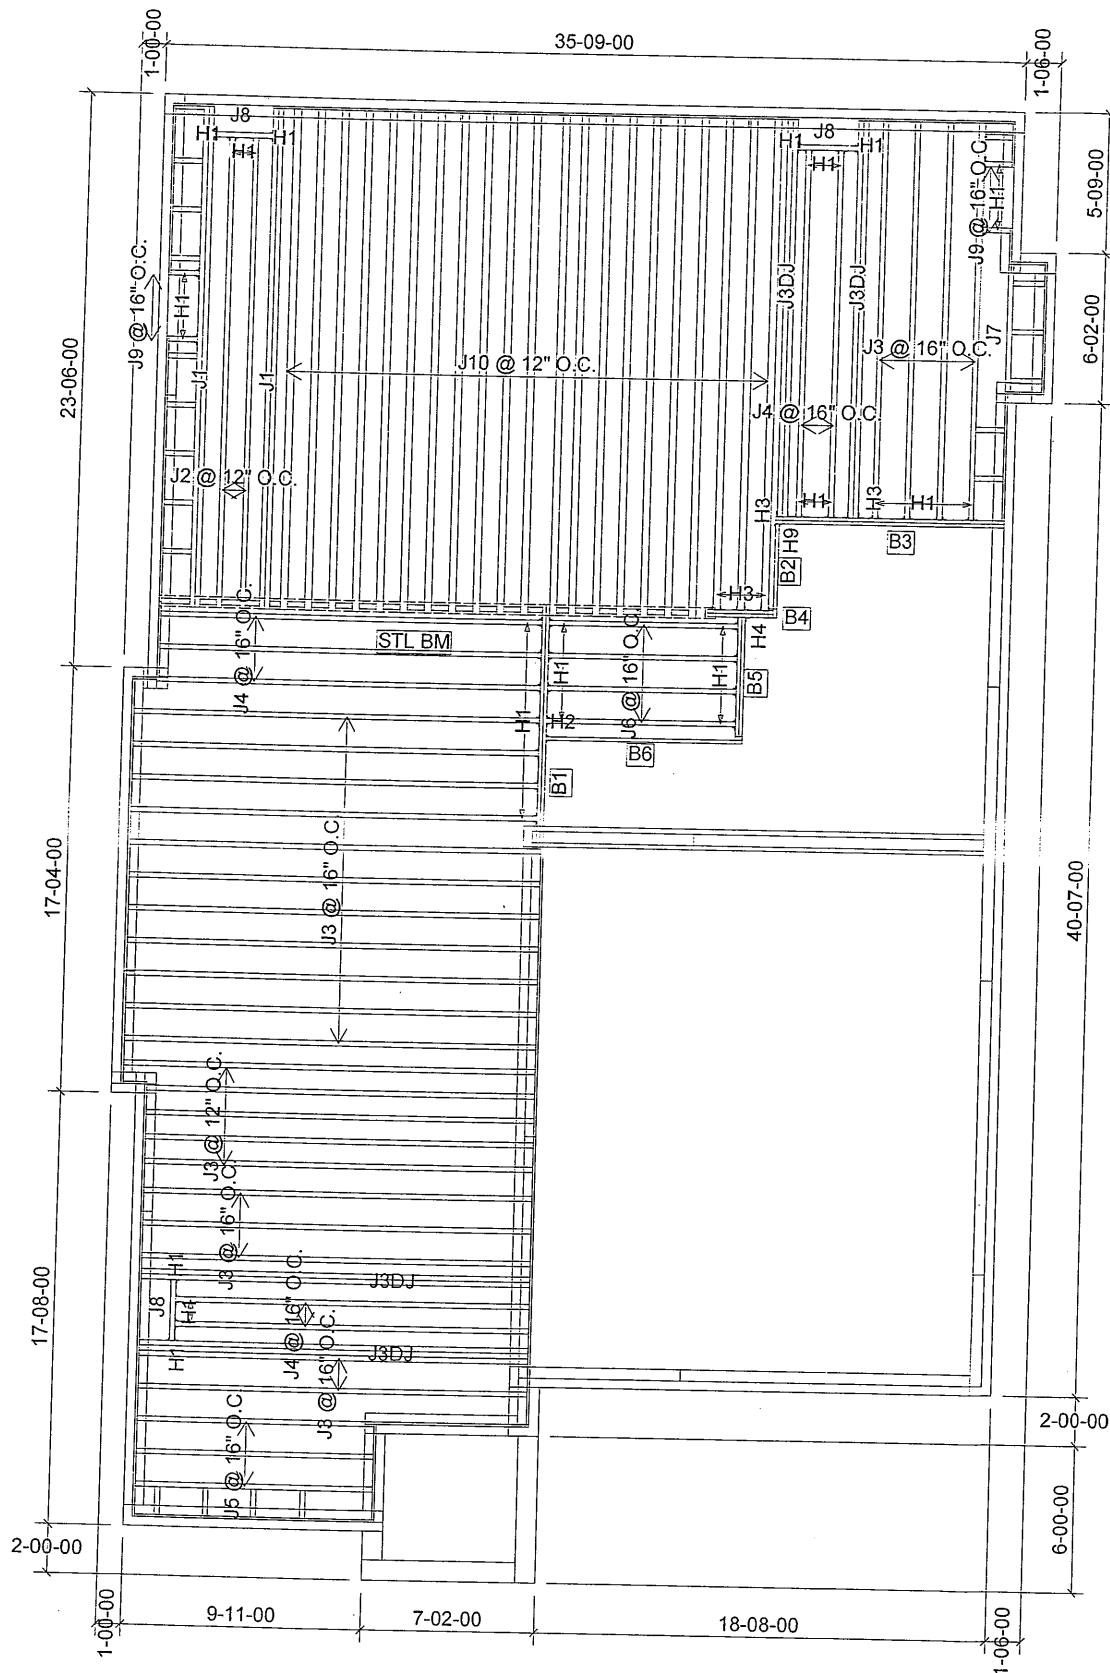 1-00-00
35-09-00
1-06-00
J8
H1
H1
H1
J8
H1
H1
H1
J9 @ 16" O.C.
H1
5-09-00
23-06-00
J9 @ 16" O.C.
H1
J1
J1
J10 @ 12" O.C.
J3DJ
J3DJ
J3 @ 16" O.C.
J7
6-02-00
J4 @ 16" O.C.
J2 @ 12" O.C.
H3
H1
H3
H1
H9
B3
B2
H3
B4
STL BM
J4 @ 16" O.C.
H1
H1
H2
J6 @ 16" O.C.
H1
H4
B5
B6
B1
17-04-00
J3 @ 16" O.C.
40-07-00
J3 @ 12" O.C.
J3 @ 16" O.C.
17-08-00
H1
J8
H1
H1
J3DJ
J4 @ 16" O.C.
J3DJ
J3 @ 16" O.C.
J5 @ 16" O.C.
2-00-00
2-00-00
6-00-00
1-00-00
9-11-00
7-02-00
18-08-00
1-06-00